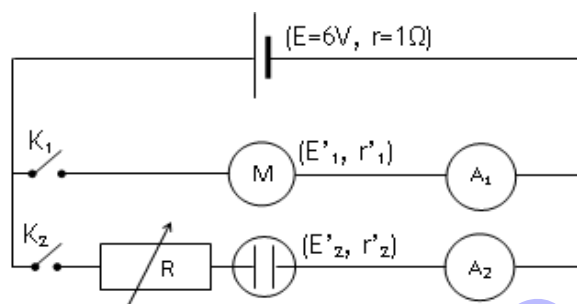 (E=6V, r=1Ω)
K₁
M
(E'₁, r'₁)
A₁
K₂
R
(E'₂, r'₂)
A₂